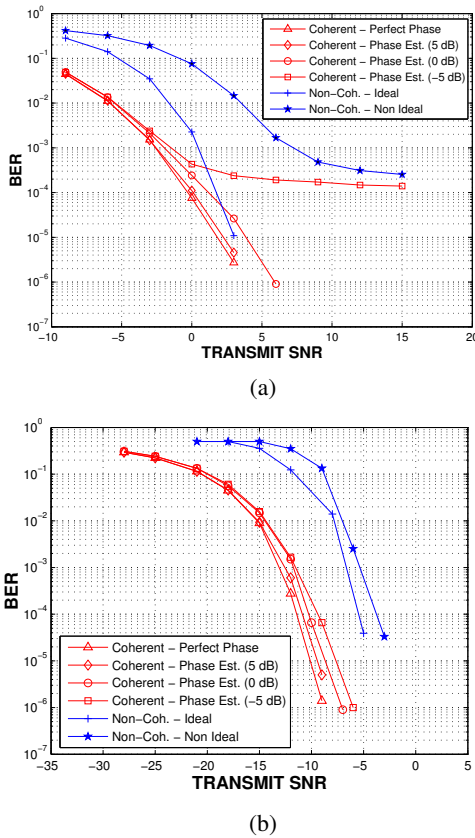 10^0
10^-1
10^-2
10^-3
10^-4
10^-5
10^-6
10^-7
BER
Coherent – Perfect Phase
Coherent – Phase Est. (5 dB)
Coherent – Phase Est. (0 dB)
Coherent – Phase Est. (–5 dB)
Non–Coh. – Ideal
Non–Coh. – Non Ideal
−10 −5 0 5 10 15 20
TRANSMIT SNR
(a)
10^0
10^-1
10^-2
10^-3
10^-4
10^-5
10^-6
10^-7
BER
Coherent – Perfect Phase
Coherent – Phase Est. (5 dB)
Coherent – Phase Est. (0 dB)
Coherent – Phase Est. (–5 dB)
Non–Coh. – Ideal
Non–Coh. – Non Ideal
−35 −30 −25 −20 −15 −10 −5 0 5
TRANSMIT SNR
(b)